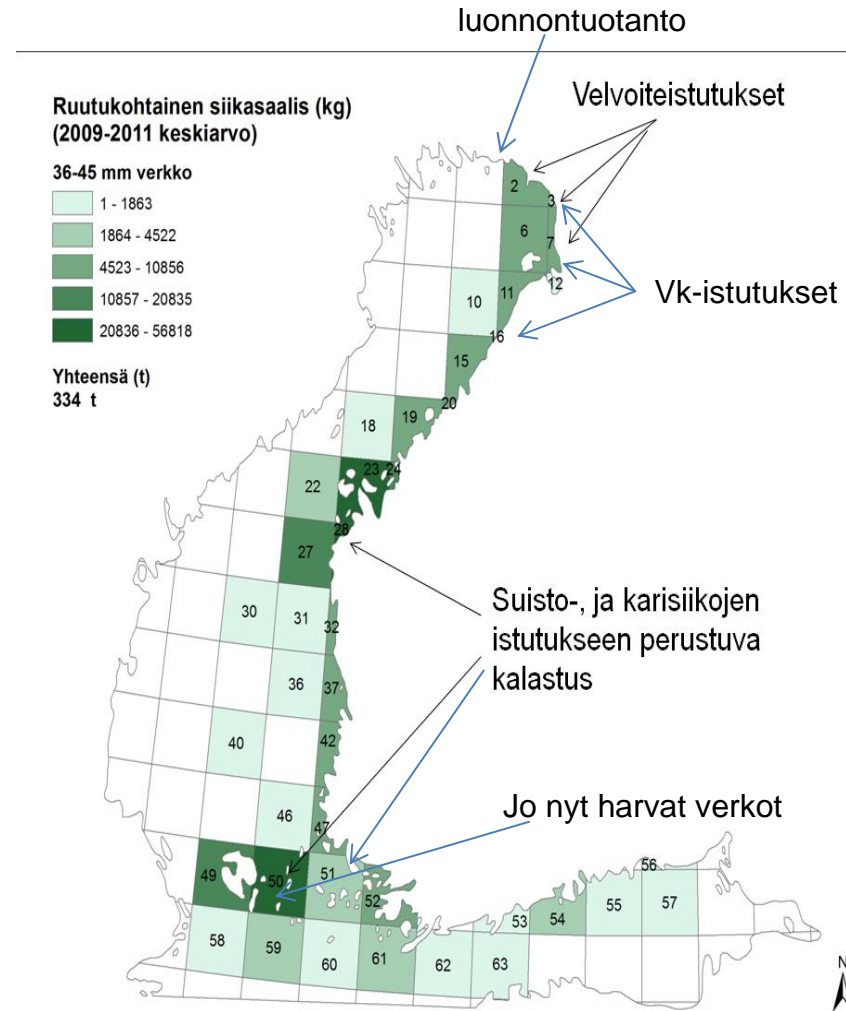 luonnontuotanto
Velvoiteistutukset
Ruutukohtainen siikasaalis (kg)
(2009-2011 keskiarvo)
36-45 mm verkko
1 - 1863
1864 - 4522
4523 - 10856
10857 - 20835
20836 - 56818
Yhteensä (t)
334 t
2
3
6
7
10
11
12
Vk-istutukset
16
15
20
18
19
23
24
22
28
27
Suisto-, ja karisiikojen
istutukseen perustuva
kalastus
30
31
32
36
37
40
42
46
47
Jo nyt harvat verkot
49
50
51
52
53
54
55
56
57
58
59
60
61
62
63
N